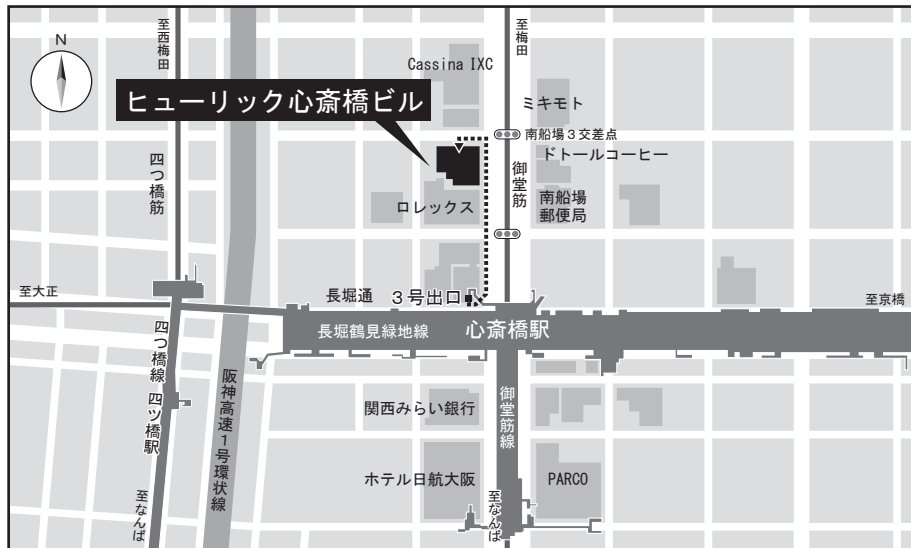 N
至西梅田
至梅田
Cassina IXC
ヒューリック心斎橋ビル
ミキモト
南船場３交差点
ドトールコーヒー
四つ橋筋
御堂筋
南船場
郵便局
ロレックス
至大正
長堀通
３号出口
至京橋
長堀鶴見緑地線
心斎橋駅
四つ橋線
四ツ橋駅
阪神高速1号環状線
関西みらい銀行
御堂筋線
ホテル日航大阪
PARCO
至なんば
至なんば